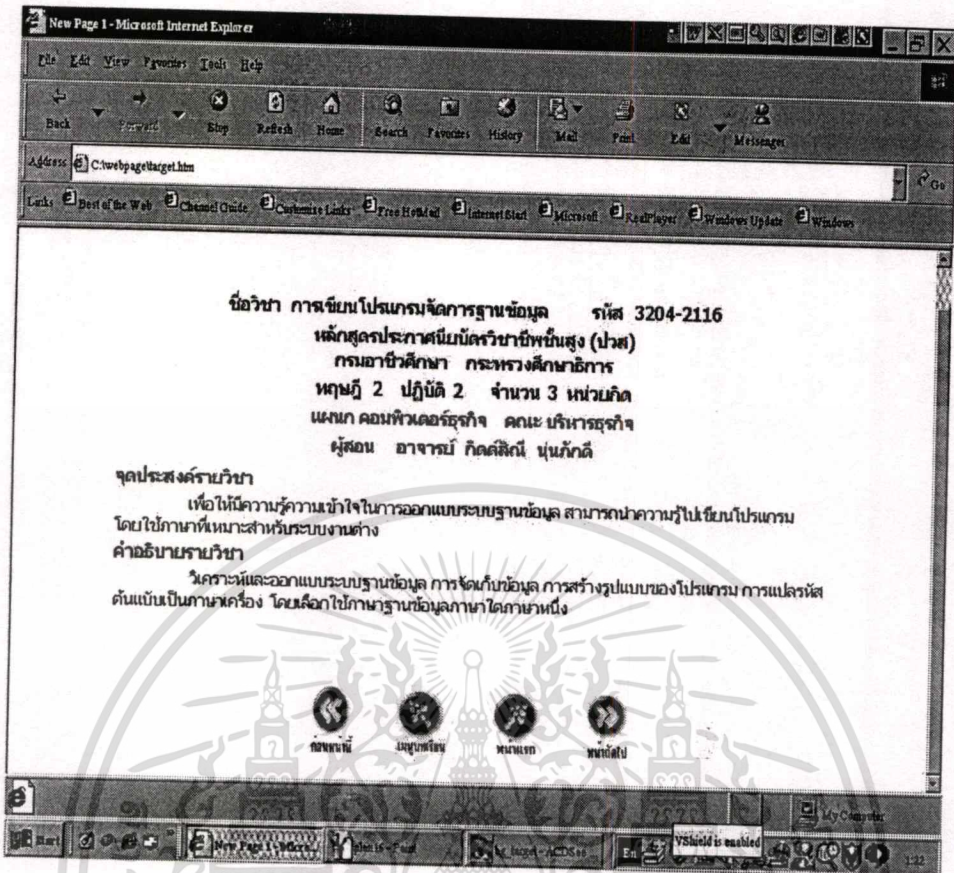 New Page 1 - Microsoft Internet Explorer
File Edit View Favorites Tools Help
Back Forward Stop Refresh Home Search Favorites History Mail Print Edit Messenger
Address C:\webpage\target.htm Go
Links Best of the Web Channel Guide Customize Links Free HotMail Internet Start Microsoft RealPlayer Windows Update Windows
ชื่อวิชา การเขียนโปรแกรมจัดการฐานข้อมูล รหัส 3204-2116
หลักสูตรประกาศนียบัตรวิชาชีพชั้นสูง (ปวส)
กรมอาชีวศึกษา กระทรวงศึกษาธิการ
ทฤษฎี 2 ปฏิบัติ 2 จำนวน 3 หน่วยกิต
แผนก คอมพิวเตอร์ธุรกิจ คณะ บริหารธุรกิจ
ผู้สอน อาจารย์ กิตต์สิณี นุ่นภักดี
จุดประสงค์รายวิชา
เพื่อให้มีความรู้ความเข้าใจในการออกแบบระบบฐานข้อมูล สามารถนำความรู้ไปเขียนโปรแกรม
โดยใช้ภาษาที่เหมาะสำหรับระบบงานต่าง
คำอธิบายรายวิชา
วิเคราะห์และออกแบบระบบฐานข้อมูล การจัดเก็บข้อมูล การสร้างรูปแบบของโปรแกรม การแปลรหัส
ต้นแบับเป็นภาษาเครื่อง โดยเลือกใช้ภาษาฐานข้อมูลภาษาใดภาษาหนึ่ง
ก่อนหน้านี้ เมนูบทเรียน หน้าแรก หน้าถัดไป
My Computer
VShield is enabled
Start New Page 1 - Micro... - Paint - ACDSee En 1:22